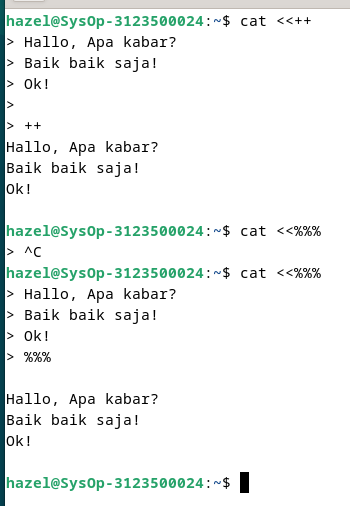 hazel@SysOp-3123500024:~$ cat <<++
> Hallo, Apa kabar?
> Baik baik saja!
> Ok!
>
> ++
Hallo, Apa kabar?
Baik baik saja!
Ok!

hazel@SysOp-3123500024:~$ cat <<%%%
> ^C
hazel@SysOp-3123500024:~$ cat <<%%%
> Hallo, Apa kabar?
> Baik baik saja!
> Ok!
> %%%

Hallo, Apa kabar?
Baik baik saja!
Ok!

hazel@SysOp-3123500024:~$